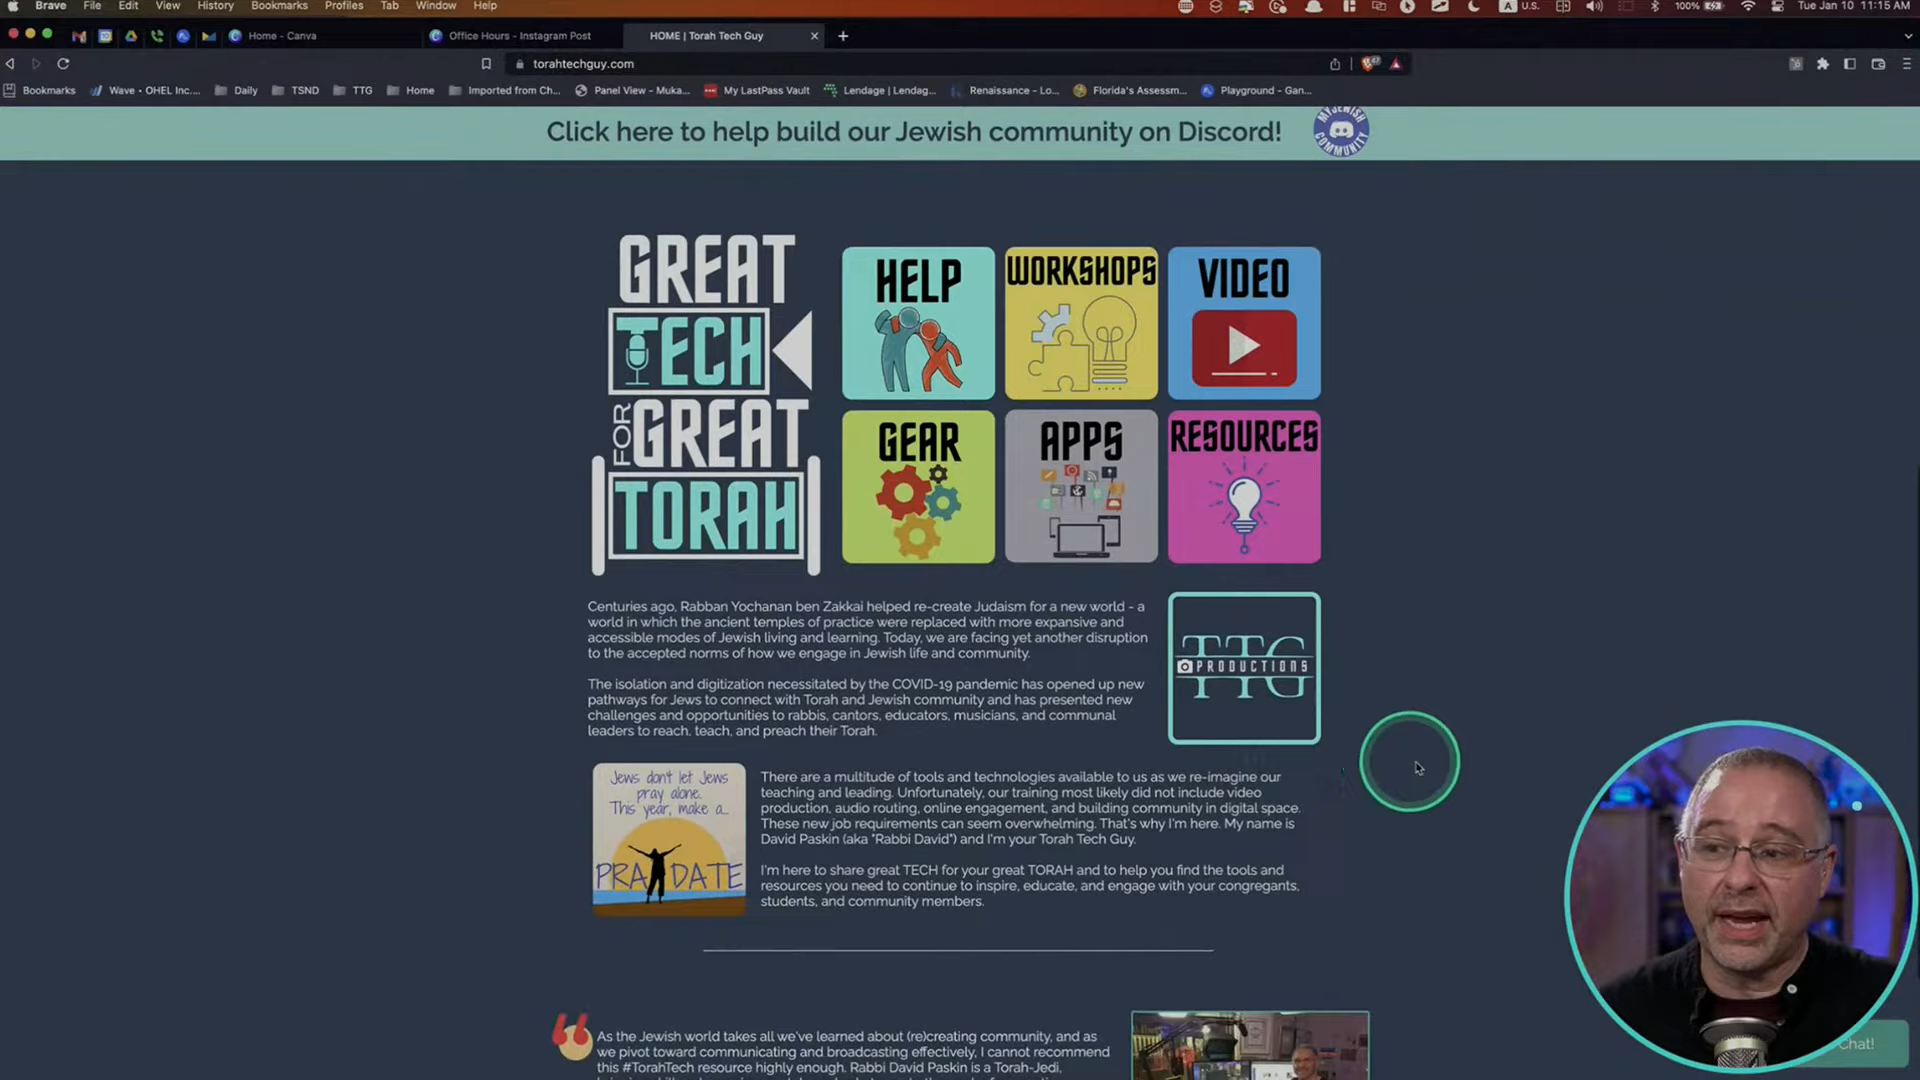 Brave File Edit View History Bookmarks Profiles Tab Window Help U.S. 100% Tue Jan 10 11:15 AM
Home - Canva Office Hours - Instagram Post HOME | Torah Tech Guy
torahtechguy.com
Bookmarks Wave • OHEL Inc.... Daily TSND TTG Home Imported from Ch... Panel View - Muka... My LastPass Vault Lendage | Lendag... Renaissance - Lo... Florida's Assessm... Playground - Gan...
Click here to help build our Jewish community on Discord!
MYJEWISH COMMUNITY
GREAT
TECH
FOR GREAT
TORAH
HELP WORKSHOPS VIDEO
GEAR APPS RESOURCES
Centuries ago, Rabban Yochanan ben Zakkai helped re-create Judaism for a new world - a
world in which the ancient temples of practice were replaced with more expansive and
accessible modes of Jewish living and learning. Today, we are facing yet another disruption
to the accepted norms of how we engage in Jewish life and community.
The isolation and digitization necessitated by the COVID-19 pandemic has opened up new
pathways for Jews to connect with Torah and Jewish community and has presented new
challenges and opportunities to rabbis, cantors, educators, musicians, and communal
leaders to reach, teach, and preach their Torah.
TTG
PRODUCTIONS
Jews don't let Jews
pray alone.
This year, make a...
PRAYDATE
There are a multitude of tools and technologies available to us as we re-imagine our
teaching and leading. Unfortunately, our training most likely did not include video
production, audio routing, online engagement, and building community in digital space.
These new job requirements can seem overwhelming. That's why I'm here. My name is
David Paskin (aka "Rabbi David") and I'm your Torah Tech Guy.
I'm here to share great TECH for your great TORAH and to help you find the tools and
resources you need to continue to inspire, educate, and engage with your congregants,
students, and community members.
As the Jewish world takes all we've learned about (re)creating community, and as
we pivot toward communicating and broadcasting effectively, I cannot recommend
this #TorahTech resource highly enough. Rabbi David Paskin is a Torah-Jedi,
Chat!